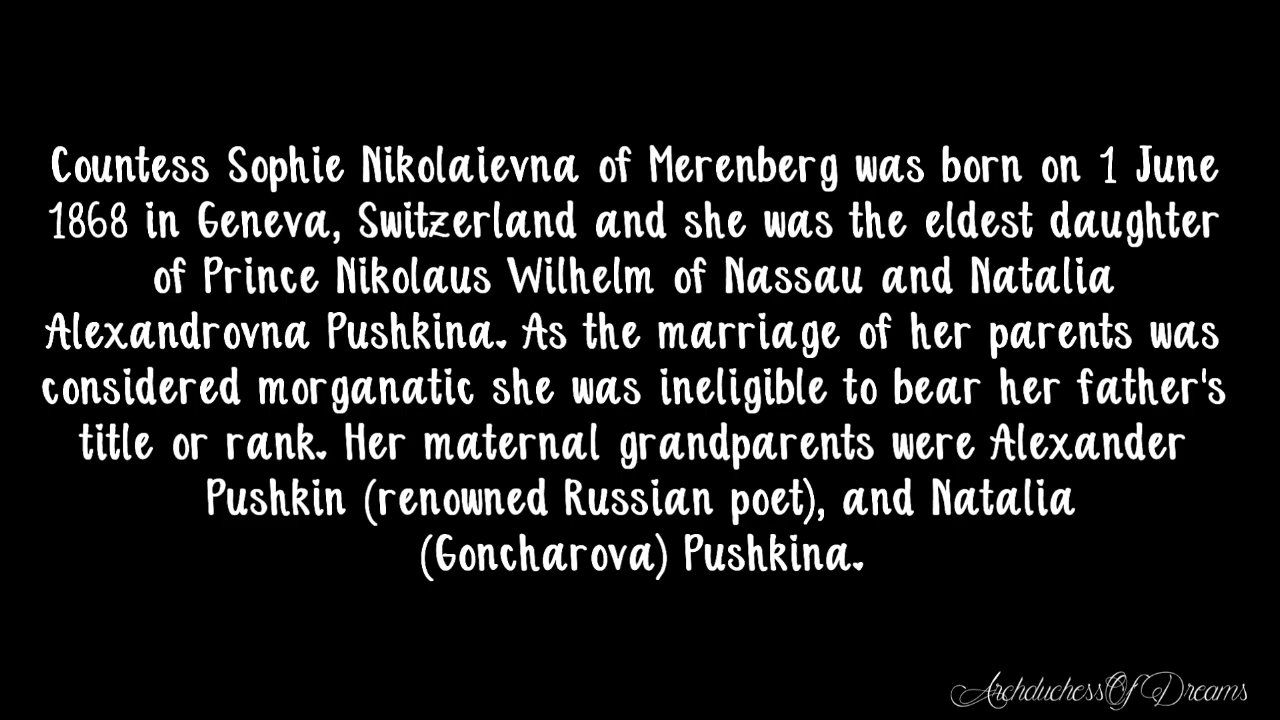 Countess Sophie Nikolaievna of Merenberg was born on 1 June
1868 in Geneva, Switzerland and she was the eldest daughter
of Prince Nikolaus Wilhelm of Nassau and Natalia
Alexandrovna Pushkina. As the marriage of her parents was
considered morganatic she was ineligible to bear her father's
title or rank. Her maternal grandparents were Alexander
Pushkin (renowned Russian poet), and Natalia
(Goncharova) Pushkina.
ArchduchessOfDreams